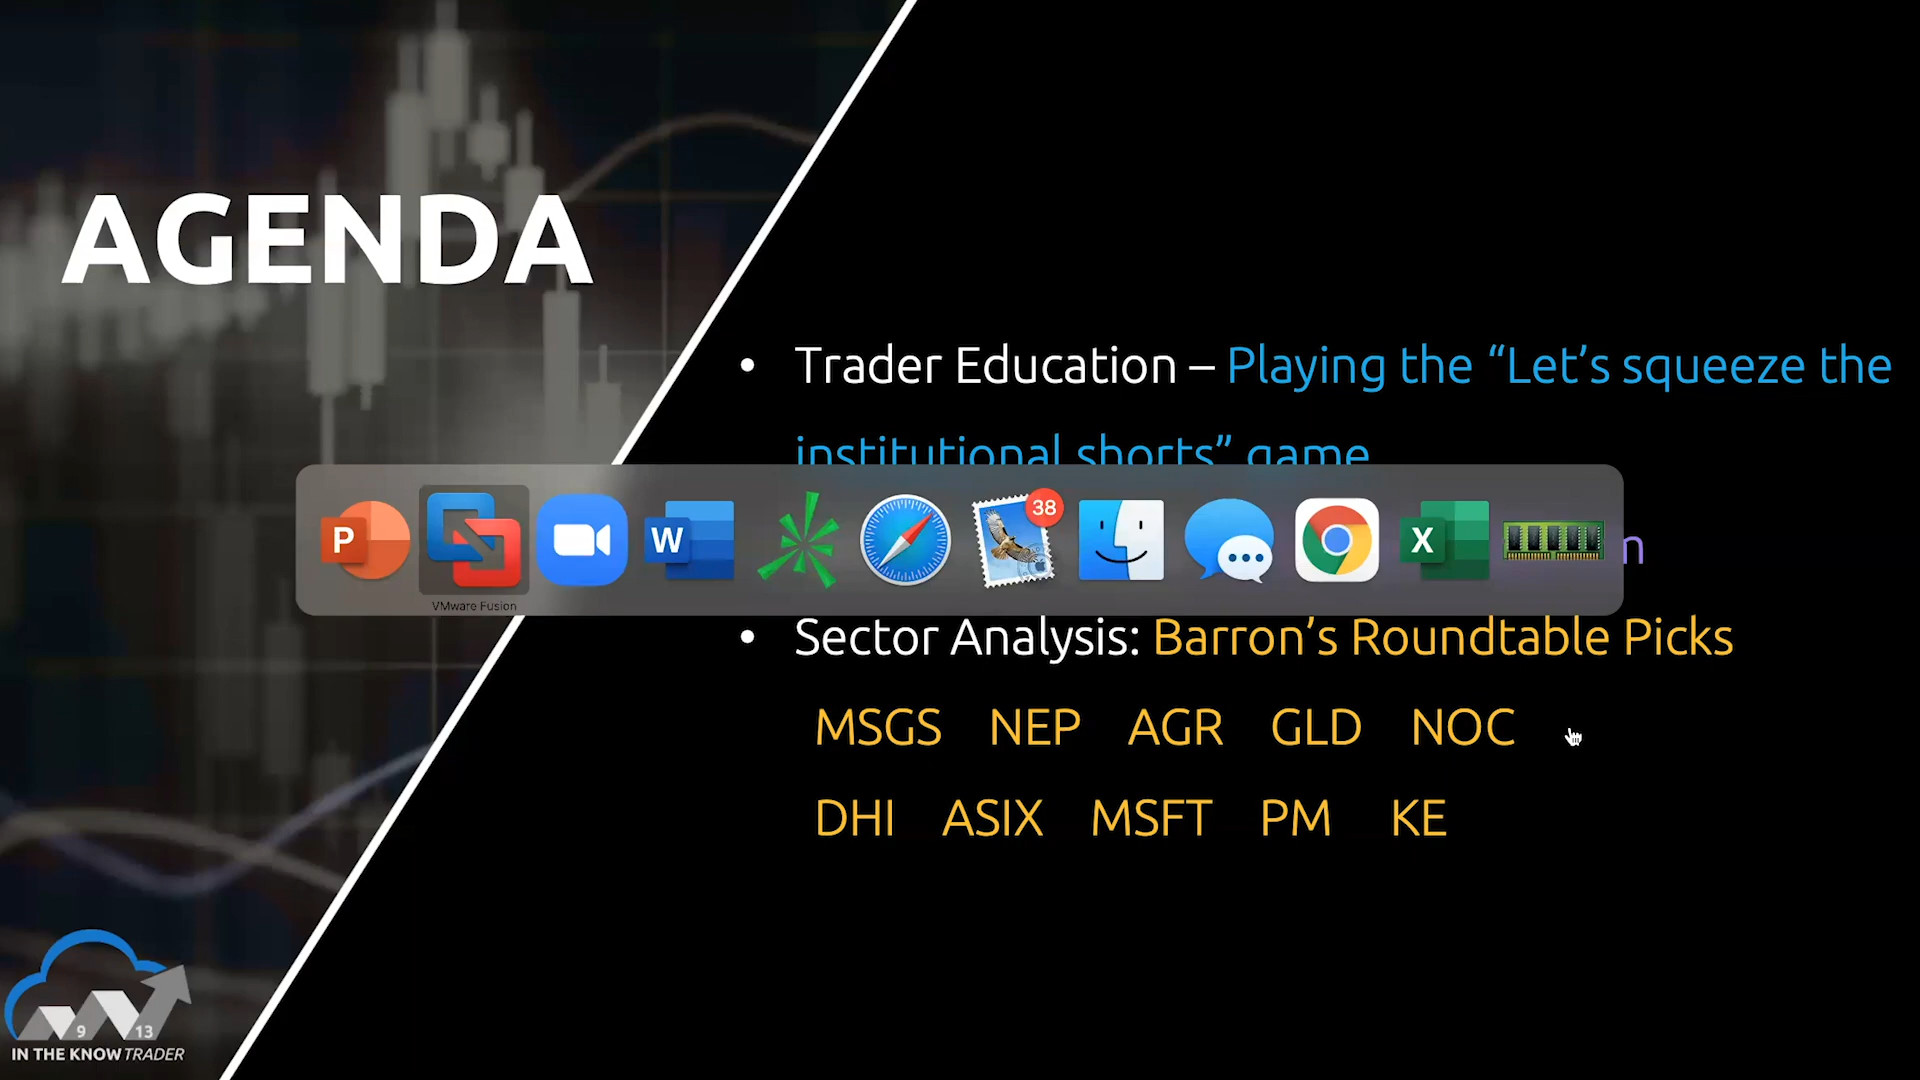 AGENDA
• Trader Education – Playing the “Let’s squeeze the
institutional shorts” game
P
W
38
X
n
VMware Fusion
• Sector Analysis: Barron’s Roundtable Picks
MSGS NEP AGR GLD NOC
DHI ASIX MSFT PM KE
9 13
IN THE KNOW TRADER